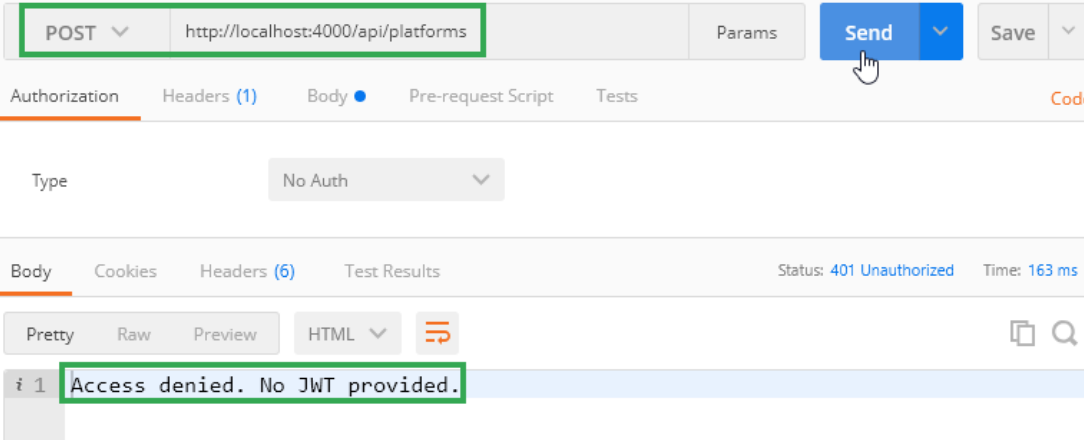 POST http://localhost:4000/api/platforms Params Send Save
Authorization Headers (1) Body Pre-request Script Tests Code
Type No Auth
Body Cookies Headers (6) Test Results Status: 401 Unauthorized Time: 163 ms
Pretty Raw Preview HTML
i 1 Access denied. No JWT provided.